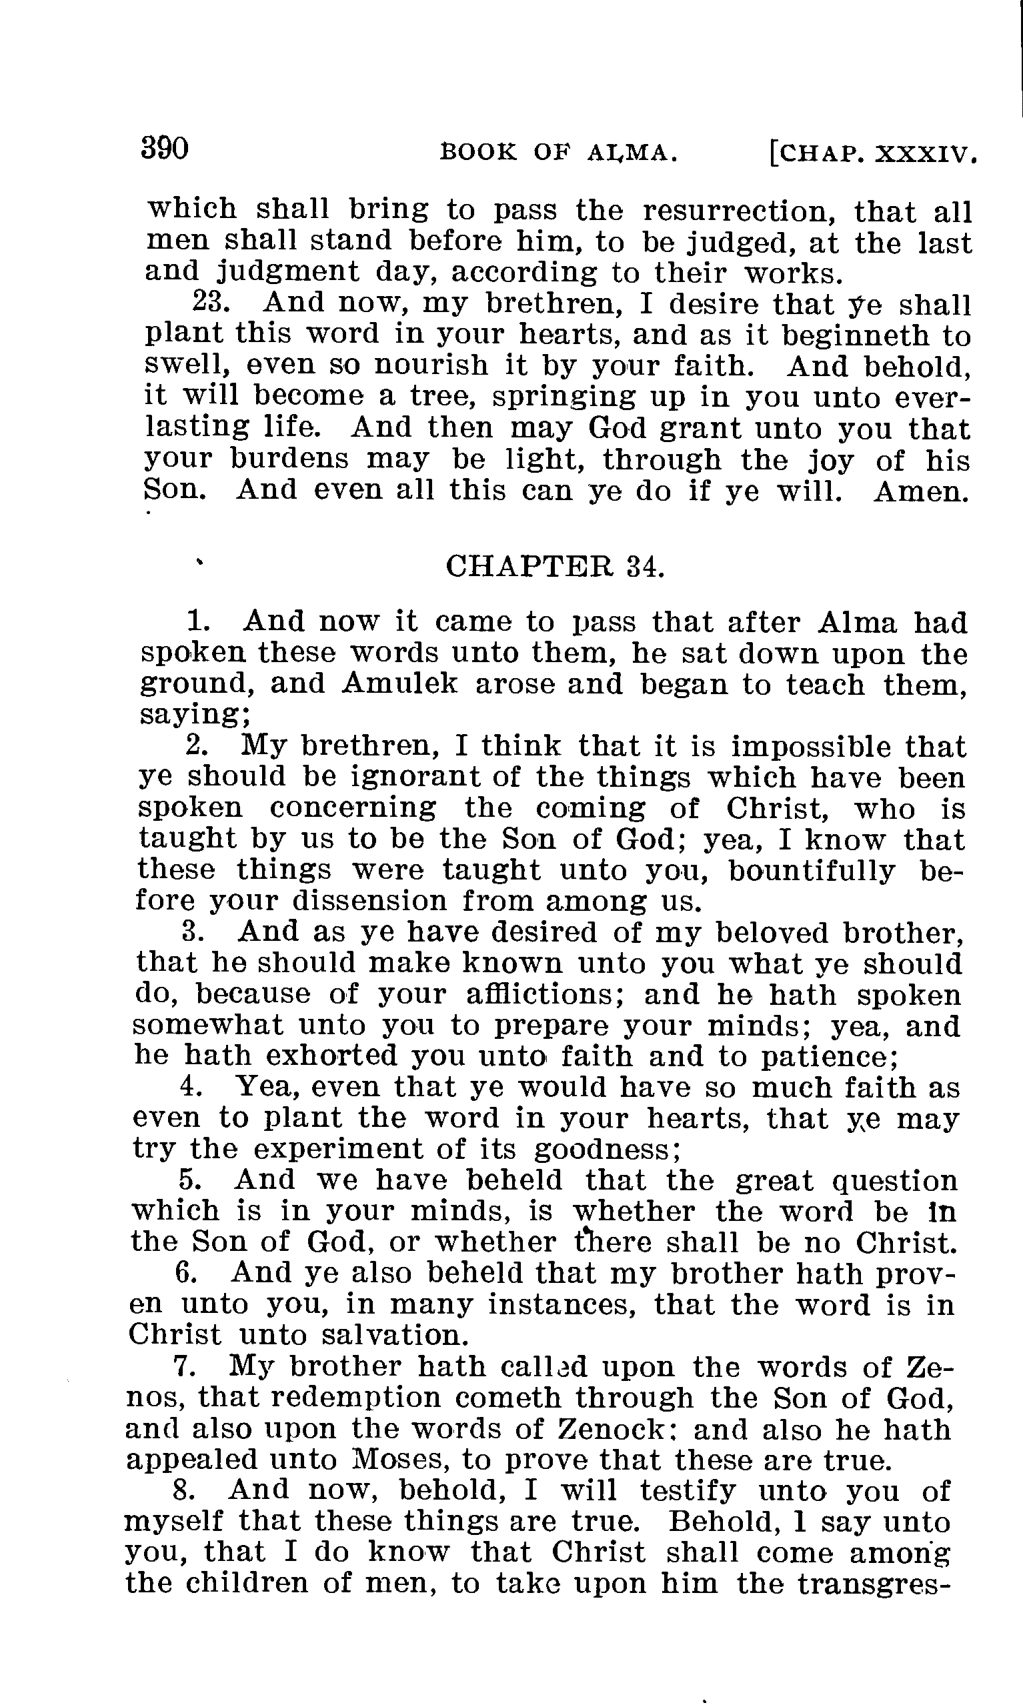 390 BOOK OF ALMA. [CHAP. XXXIV.
which shall bring to pass the resurrection, that all
men shall stand before him, to be judged, at the last
and judgment day, according to their works.
23. And now, my brethren, I desire that ye shall
plant this word in your hearts, and as it beginneth to
swell, even so nourish it by your faith. And behold,
it will become a tree, springing up in you unto ever-
lasting life. And then may God grant unto you that
your burdens may be light, through the joy of his
Son. And even all this can ye do if ye will. Amen.
CHAPTER 34.
1. And now it came to pass that after Alma had
spoken these words unto them, he sat down upon the
ground, and Amulek arose and began to teach them,
saying;
2. My brethren, I think that it is impossible that
ye should be ignorant of the things which have been
spoken concerning the coming of Christ, who is
taught by us to be the Son of God; yea, I know that
these things were taught unto you, bountifully be-
fore your dissension from among us.
3. And as ye have desired of my beloved brother,
that he should make known unto you what ye should
do, because of your afflictions; and he hath spoken
somewhat unto you to prepare your minds; yea, and
he hath exhorted you unto faith and to patience;
4. Yea, even that ye would have so much faith as
even to plant the word in your hearts, that ye may
try the experiment of its goodness;
5. And we have beheld that the great question
which is in your minds, is whether the word be in
the Son of God, or whether there shall be no Christ.
6. And ye also beheld that my brother hath prov-
en unto you, in many instances, that the word is in
Christ unto salvation.
7. My brother hath called upon the words of Ze-
nos, that redemption cometh through the Son of God,
and also upon the words of Zenock: and also he hath
appealed unto Moses, to prove that these are true.
8. And now, behold, I will testify unto you of
myself that these things are true. Behold, I say unto
you, that I do know that Christ shall come among
the children of men, to take upon him the transgres-